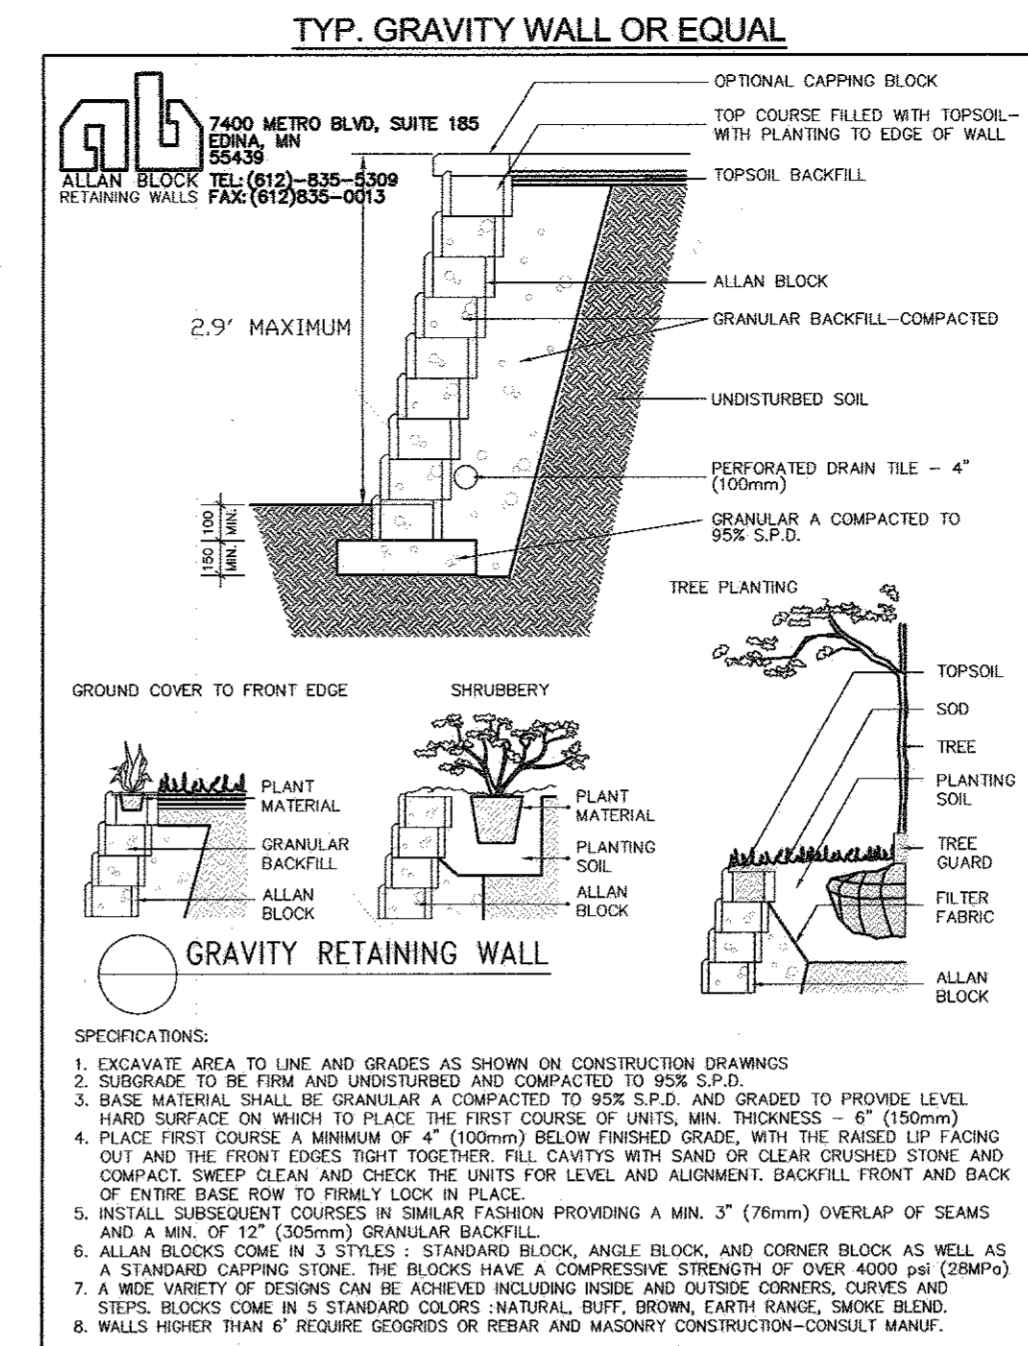 TYP. GRAVITY WALL OR EQUAL
ab
ALLAN BLOCK
RETAINING WALLS
7400 METRO BLVD, SUITE 185
EDINA, MN
55439
TEL:(612)-835-5309
FAX:(612)835-0013
OPTIONAL CAPPING BLOCK
TOP COURSE FILLED WITH TOPSOIL-
WITH PLANTING TO EDGE OF WALL
TOPSOIL BACKFILL
ALLAN BLOCK
GRANULAR BACKFILL-COMPACTED
2.9' MAXIMUM
UNDISTURBED SOIL
PERFORATED DRAIN TILE - 4"
(100mm)
GRANULAR A COMPACTED TO
95% S.P.D.
100 MIN.
150 MIN.
TREE PLANTING
TOPSOIL
SOD
TREE
PLANTING
SOIL
TREE
GUARD
FILTER
FABRIC
ALLAN
BLOCK
GROUND COVER TO FRONT EDGE
PLANT
MATERIAL
GRANULAR
BACKFILL
ALLAN
BLOCK
SHRUBBERY
PLANT
MATERIAL
PLANTING
SOIL
ALLAN
BLOCK
GRAVITY RETAINING WALL
SPECIFICATIONS:
1. EXCAVATE AREA TO LINE AND GRADES AS SHOWN ON CONSTRUCTION DRAWINGS
2. SUBGRADE TO BE FIRM AND UNDISTURBED AND COMPACTED TO 95% S.P.D.
3. BASE MATERIAL SHALL BE GRANULAR A COMPACTED TO 95% S.P.D. AND GRADED TO PROVIDE LEVEL
HARD SURFACE ON WHICH TO PLACE THE FIRST COURSE OF UNITS, MIN. THICKNESS - 6" (150mm)
4. PLACE FIRST COURSE A MINIMUM OF 4" (100mm) BELOW FINISHED GRADE, WITH THE RAISED LIP FACING
OUT AND THE FRONT EDGES TIGHT TOGETHER. FILL CAVITYS WITH SAND OR CLEAR CRUSHED STONE AND
COMPACT. SWEEP CLEAN AND CHECK THE UNITS FOR LEVEL AND ALIGNMENT. BACKFILL FRONT AND BACK
OF ENTIRE BASE ROW TO FIRMLY LOCK IN PLACE.
5. INSTALL SUBSEQUENT COURSES IN SIMILAR FASHION PROVIDING A MIN. 3" (76mm) OVERLAP OF SEAMS
AND A MIN. OF 12" (305mm) GRANULAR BACKFILL.
6. ALLAN BLOCKS COME IN 3 STYLES : STANDARD BLOCK, ANGLE BLOCK, AND CORNER BLOCK AS WELL AS
A STANDARD CAPPING STONE. THE BLOCKS HAVE A COMPRESSIVE STRENGTH OF OVER 4000 psi (28MPa)
7. A WIDE VARIETY OF DESIGNS CAN BE ACHIEVED INCLUDING INSIDE AND OUTSIDE CORNERS, CURVES AND
STEPS. BLOCKS COME IN 5 STANDARD COLORS :NATURAL, BUFF, BROWN, EARTH RANGE, SMOKE BLEND.
8. WALLS HIGHER THAN 6' REQUIRE GEOGRIDS OR REBAR AND MASONRY CONSTRUCTION-CONSULT MANUF.